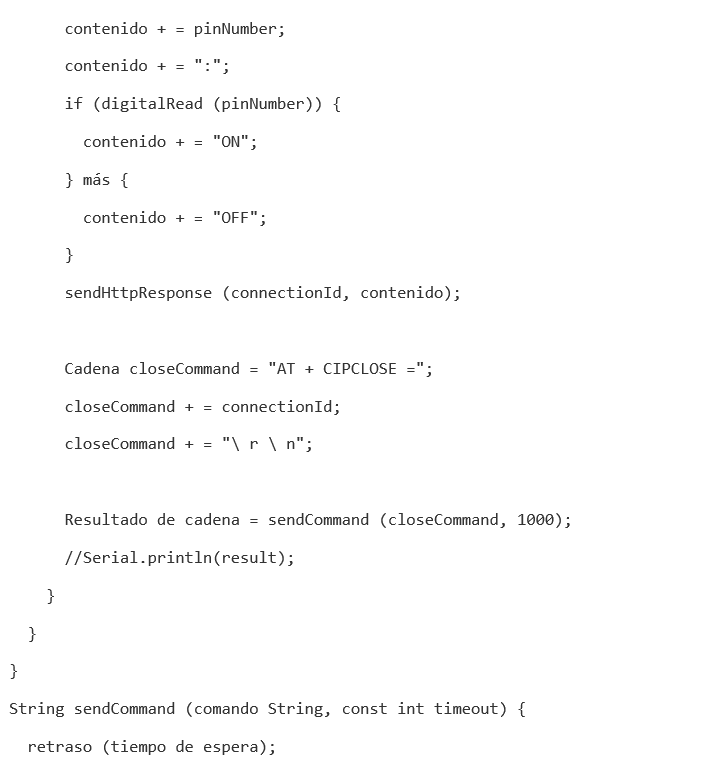 contenido + = pinNumber;
contenido + = ":";
if (digitalRead (pinNumber)) {
contenido + = "ON";
} más {
contenido + = "OFF";
}
sendHttpResponse (connectionId, contenido);
Cadena closeCommand = "AT + CIPCLOSE =";
closeCommand + = connectionId;
closeCommand + = "\ r \ n";
Resultado de cadena = sendCommand (closeCommand, 1000);
//Serial.println(result);
}
}
}
String sendCommand (comando String, const int timeout) {
retraso (tiempo de espera);